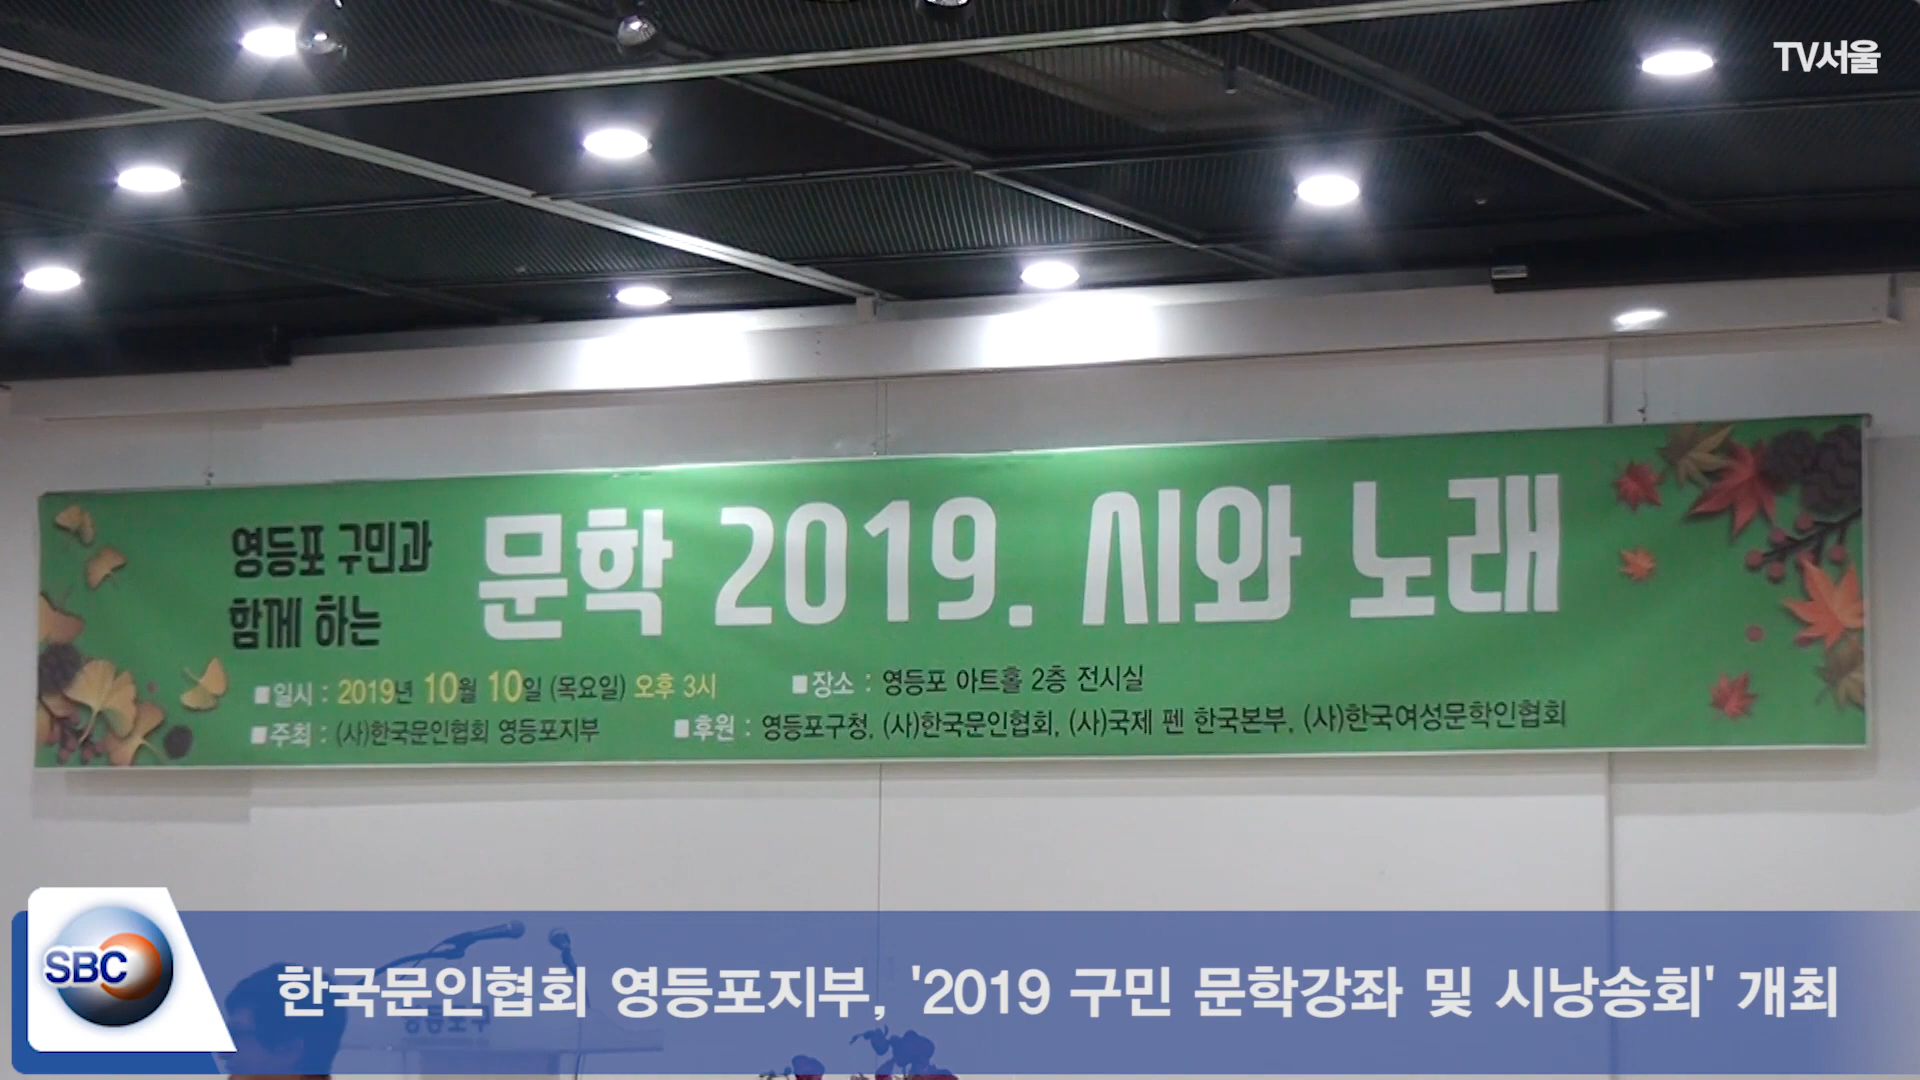 TV서울
영등포 구민과
함께 하는
문학 2019. 시와 노래
■일시 : 2019년 10월 10일 (목요일) 오후 3시 ■장소 : 영등포 아트홀 2층 전시실
■주최 : (사)한국문인협회 영등포지부 ■후원 : 영등포구청, (사)한국문인협회, (사)국제 펜 한국본부, (사)한국여성문학인협회
SBC
한국문인협회 영등포지부, '2019 구민 문학강좌 및 시낭송회' 개최
영등포구